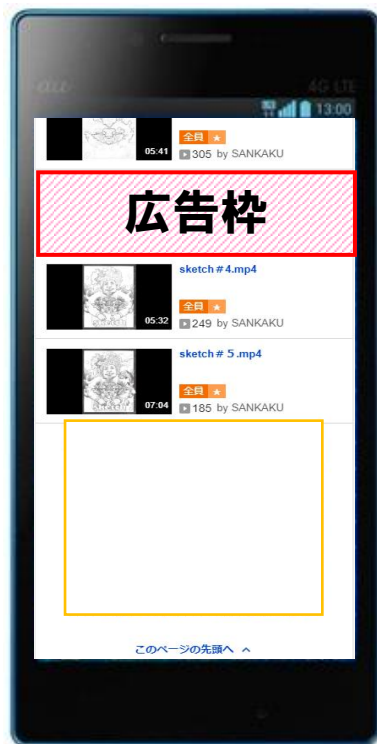 au
4G LTE
13:00
05:41
全員 ★
305 by SANKAKU
広告枠
sketch#4.mp4
05:32
全員 ★
249 by SANKAKU
sketch#5.mp4
07:04
全員 ★
185 by SANKAKU
このページの先頭へ